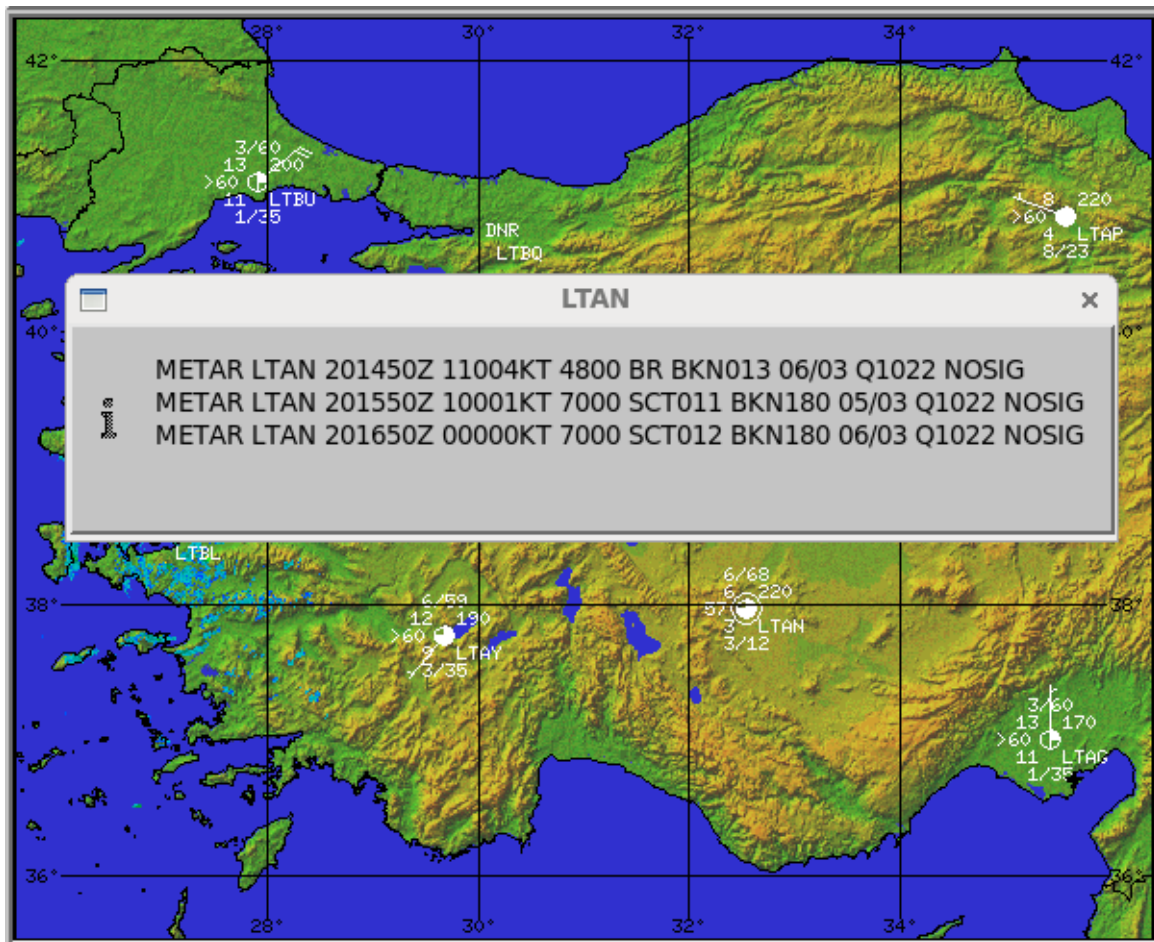 28°
30°
32°
34°
42°
42°
3/60
13 200
>60
11 LTBU
1/35
DNR
LTBQ
8 220
>60
4 LTAP
8/23
LTAN
40°
0°
METAR LTAN 201450Z 11004KT 4800 BR BKN013 06/03 Q1022 NOSIG
METAR LTAN 201550Z 10001KT 7000 SCT011 BKN180 05/03 Q1022 NOSIG
METAR LTAN 201650Z 00000KT 7000 SCT012 BKN180 06/03 Q1022 NOSIG
LTBL
38°
38°
6/59
12 190
>60
9 LTAY
3/35
6/68
6 220
57
3 LTAN
3/12
3/60
13 170
>60
11 LTAG
1/35
36°
36°
28°
30°
32°
34°